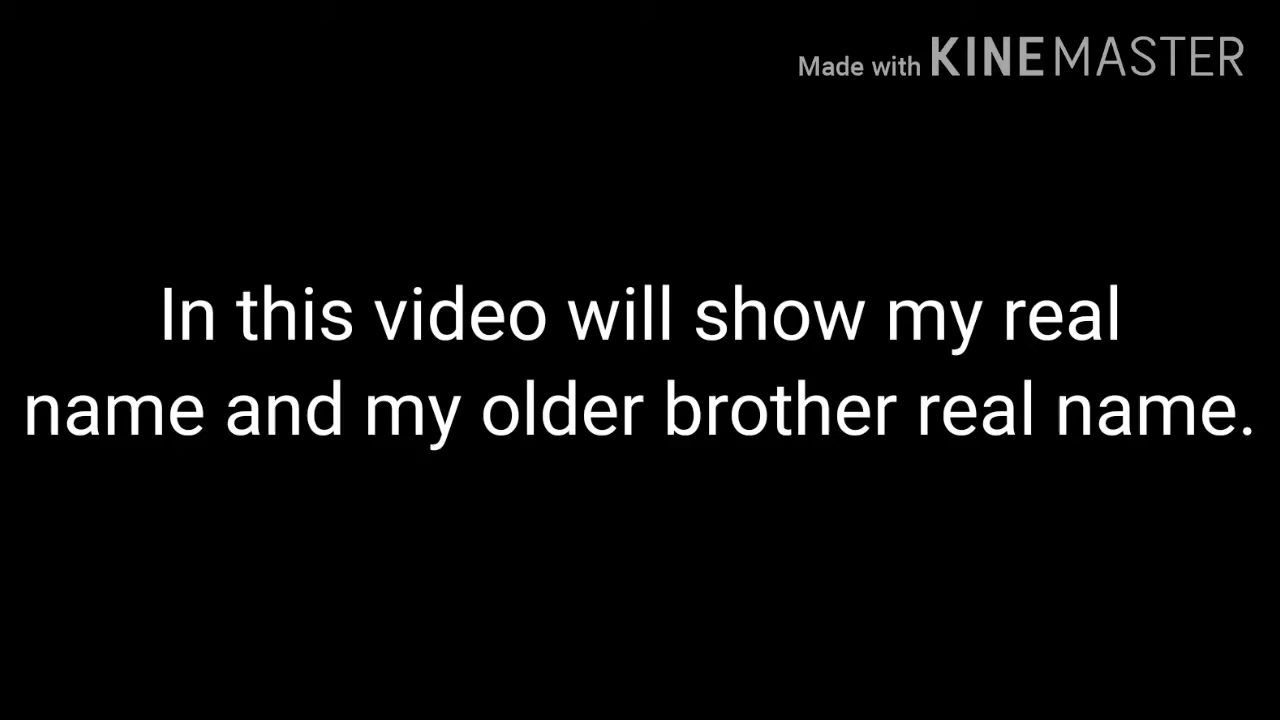 Made with KINEMASTER
In this video will show my real
name and my older brother real name.